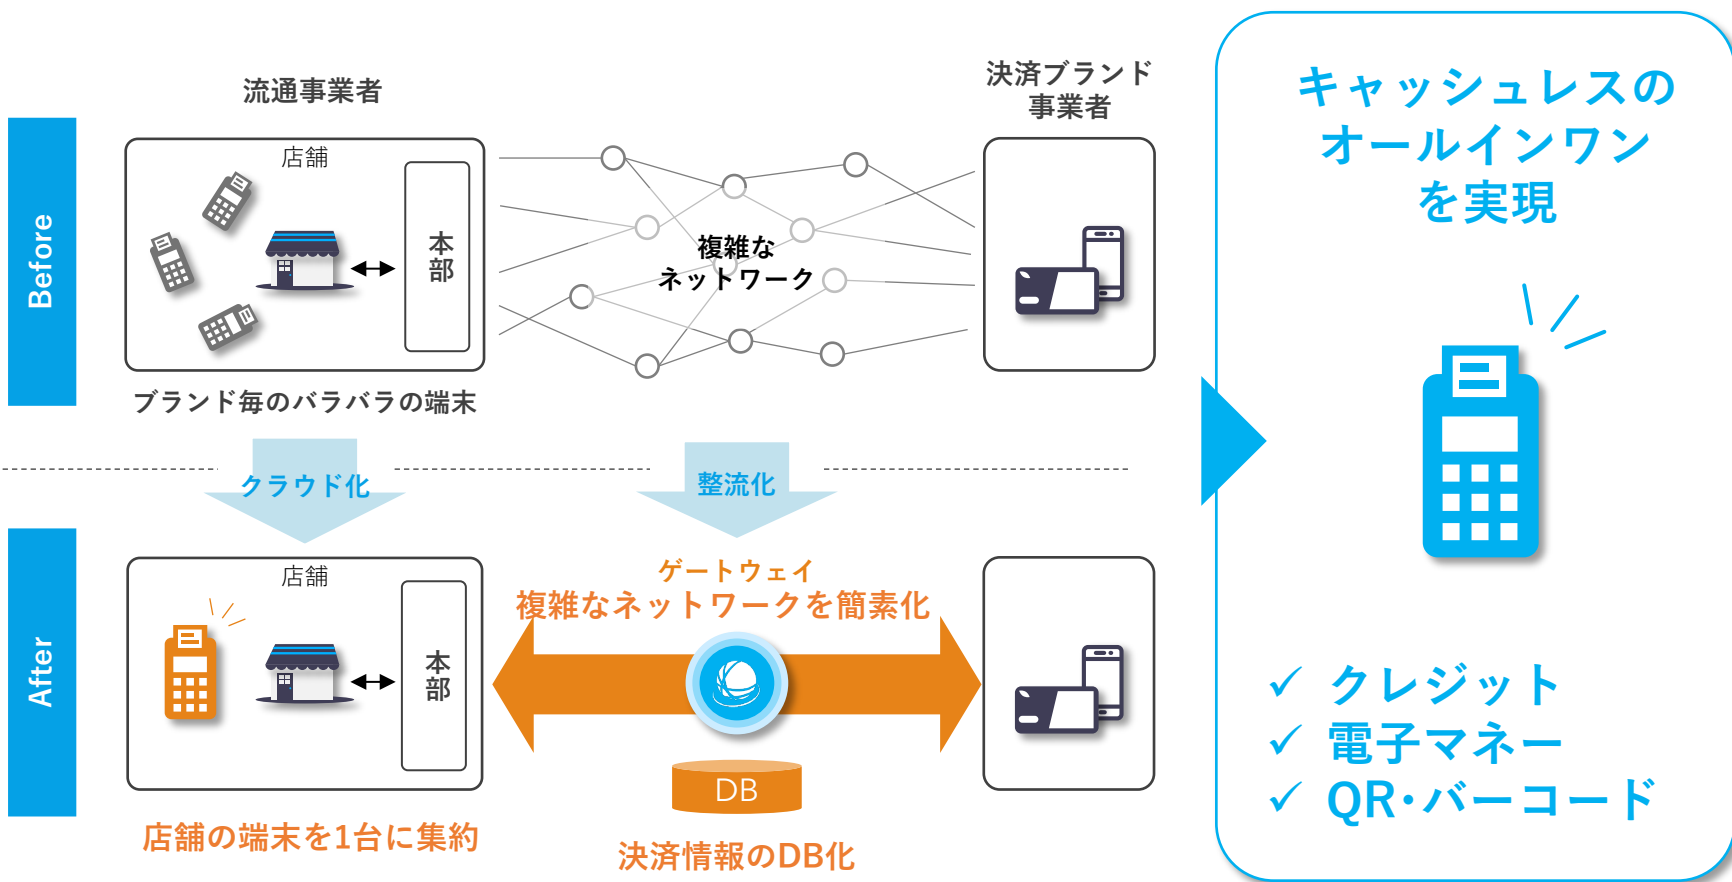 流通事業者
決済ブランド
事業者
Before
店舗
本部
複雑な
ネットワーク
ブランド毎のバラバラの端末
クラウド化
整流化
After
店舗
本部
ゲートウェイ
複雑なネットワークを簡素化
DB
店舗の端末を1台に集約
決済情報のDB化
キャッシュレスの
オールインワン
を実現
✓ クレジット
✓ 電子マネー
✓ QR・バーコード